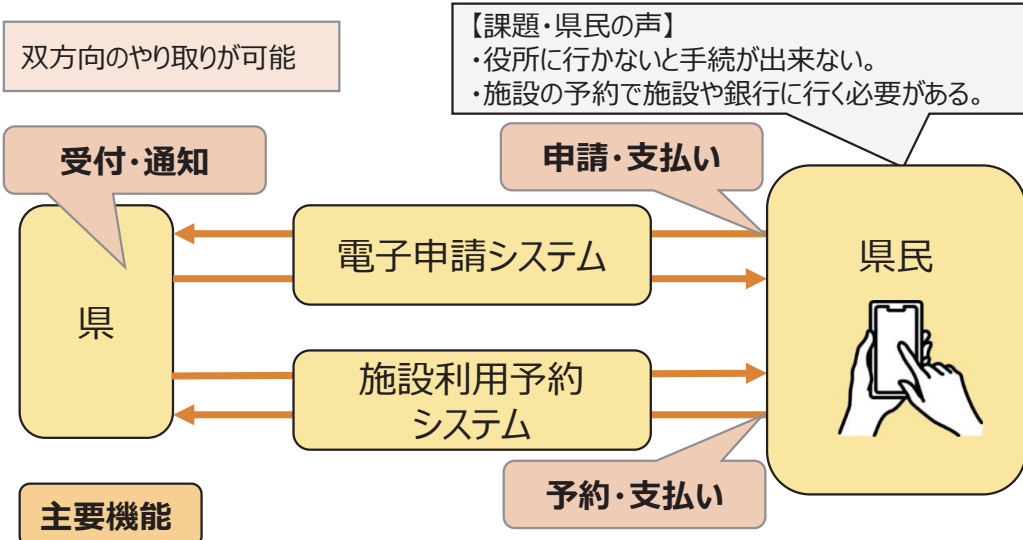 双方向のやり取りが可能
【課題・県民の声】
・役所に行かないと手続が出来ない。
・施設の予約で施設や銀行に行く必要がある。
受付・通知
申請・支払い
電子申請システム
県民
県
施設利用予約
システム
予約・支払い
主要機能